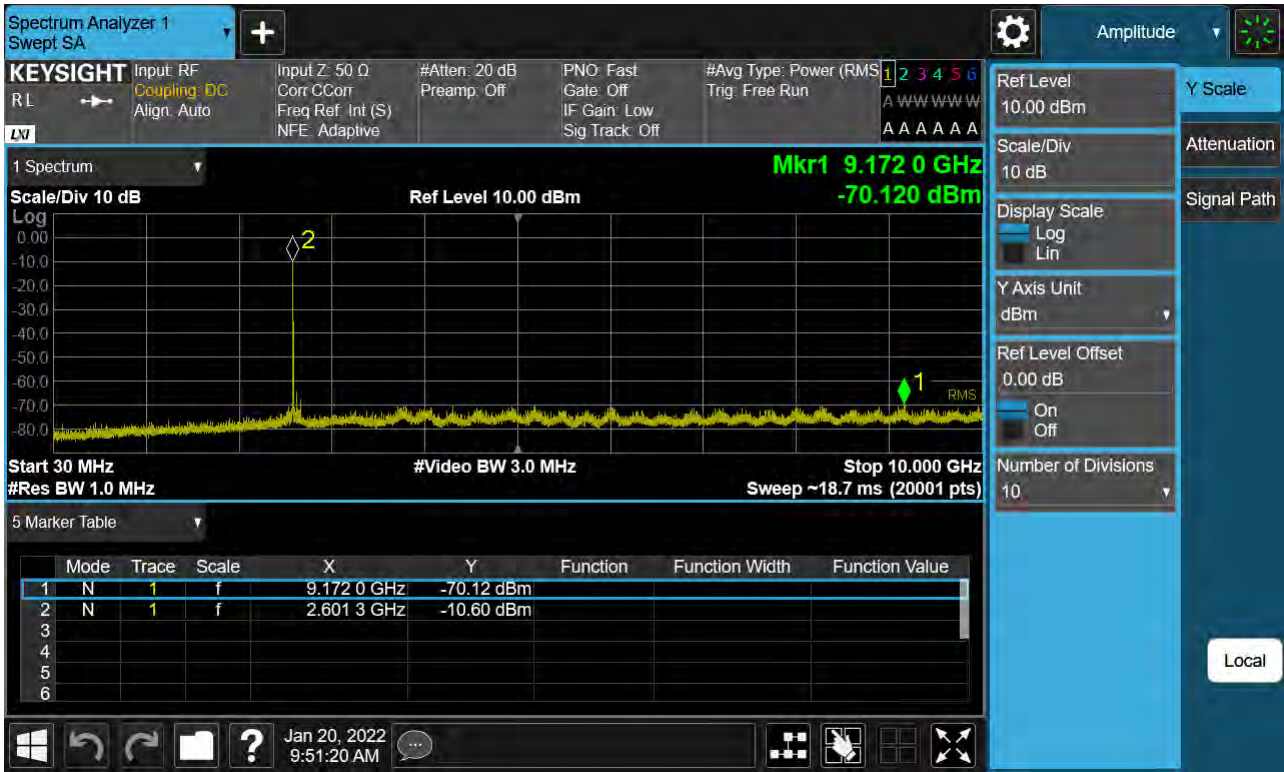 Spectrum Analyzer 1
Swept SA
Amplitude
KEYSIGHT
RL
LXI
Input: RF
Coupling: DC
Align: Auto
Input Z: 50 Ω
Corr CCorr
Freq Ref: Int (S)
NFE: Adaptive
#Atten: 20 dB
Preamp: Off
PNO: Fast
Gate: Off
IF Gain: Low
Sig Track: Off
#Avg Type: Power (RMS
Trig: Free Run
1 2 3 4 5 6
A W W W W W
A A A A A A
1 Spectrum
Mkr1 9.172 0 GHz
-70.120 dBm
Scale/Div 10 dB
Ref Level 10.00 dBm
Log
0.00
-10.0
-20.0
-30.0
-40.0
-50.0
-60.0
-70.0
-80.0
2
1
RMS
Start 30 MHz
#Video BW 3.0 MHz
Stop 10.000 GHz
#Res BW 1.0 MHz
Sweep ~18.7 ms (20001 pts)
5 Marker Table
Mode Trace Scale X Y Function Function Width Function Value
1 N 1 f 9.172 0 GHz -70.12 dBm
2 N 1 f 2.601 3 GHz -10.60 dBm
3
4
5
6
Ref Level
10.00 dBm
Scale/Div
10 dB
Display Scale
Log
Lin
Y Axis Unit
dBm
Ref Level Offset
0.00 dB
On
Off
Number of Divisions
10
Y Scale
Attenuation
Signal Path
Local
?
Jan 20, 2022
9:51:20 AM